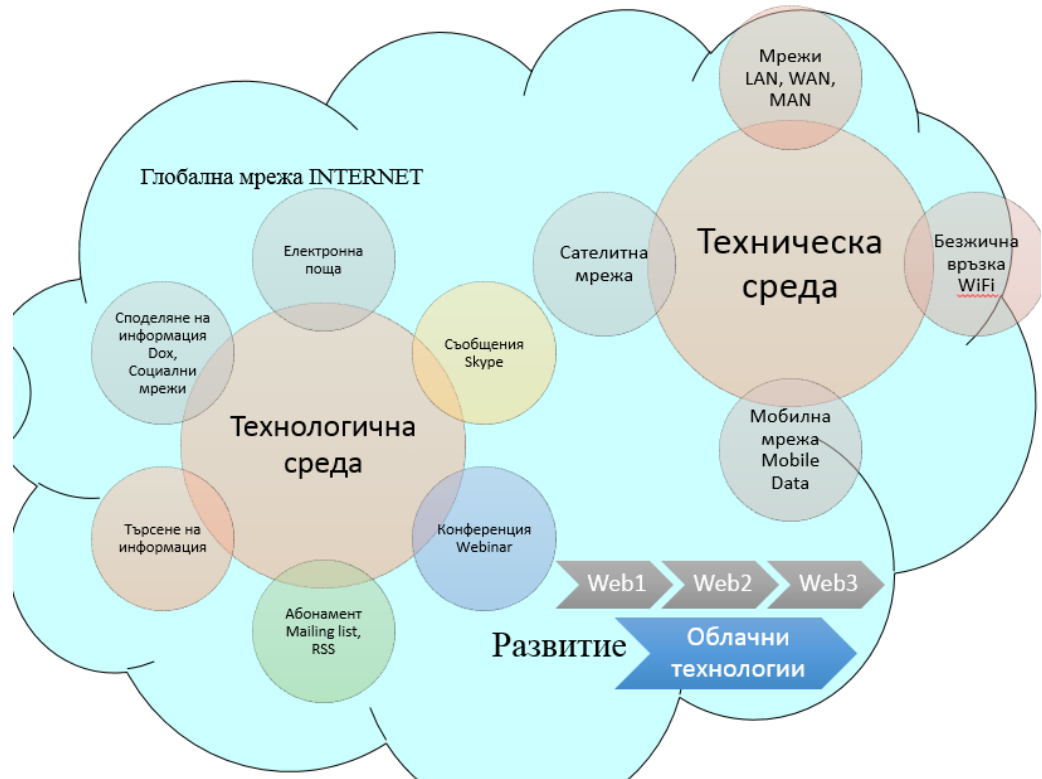 Глобална мрежа INTERNET
Електронна
поща
Споделяне на
информация
Dox,
Социални
мрежи
Съобщения
Skype
Технологична
среда
Търсене на
информация
Конференция
Webinar
Абонамент
Mailing list,
RSS
Мрежи
LAN, WAN,
MAN
Сателитна
мрежа
Техническа
среда
Безжична
връзка
WiFi
Мобилна
мрежа
Mobile
Data
Web1 Web2 Web3
Развитие
Облачни
технологии